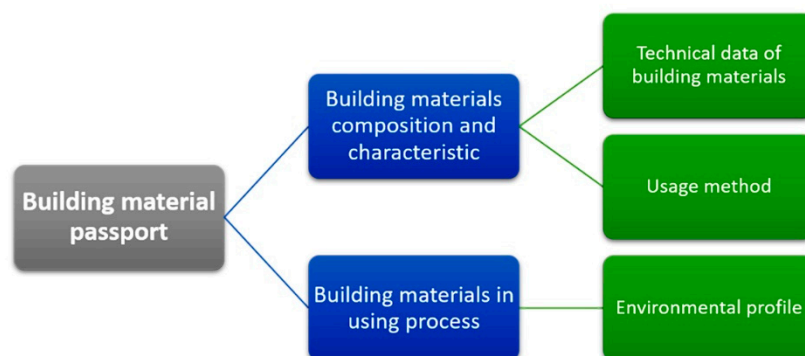 Building material
passport
Building materials
composition and
characteristic
Building materials in
using process
Technical data of
building materials
Usage method
Environmental profile